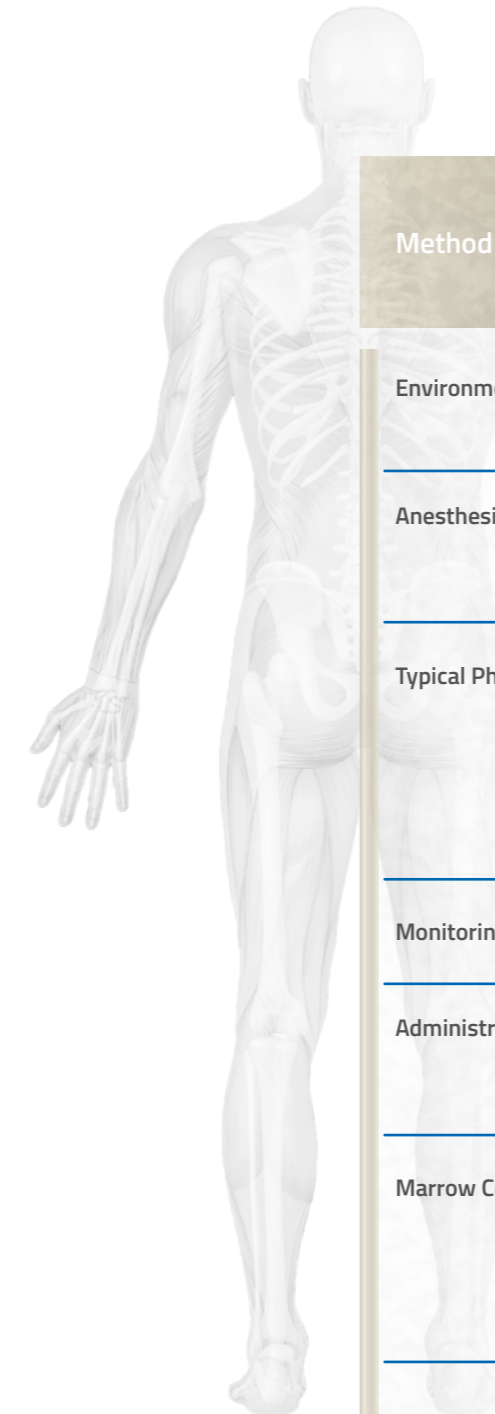 Method
Environme
Anesthesi
Typical Ph
Monitorin
Administr
Marrow C